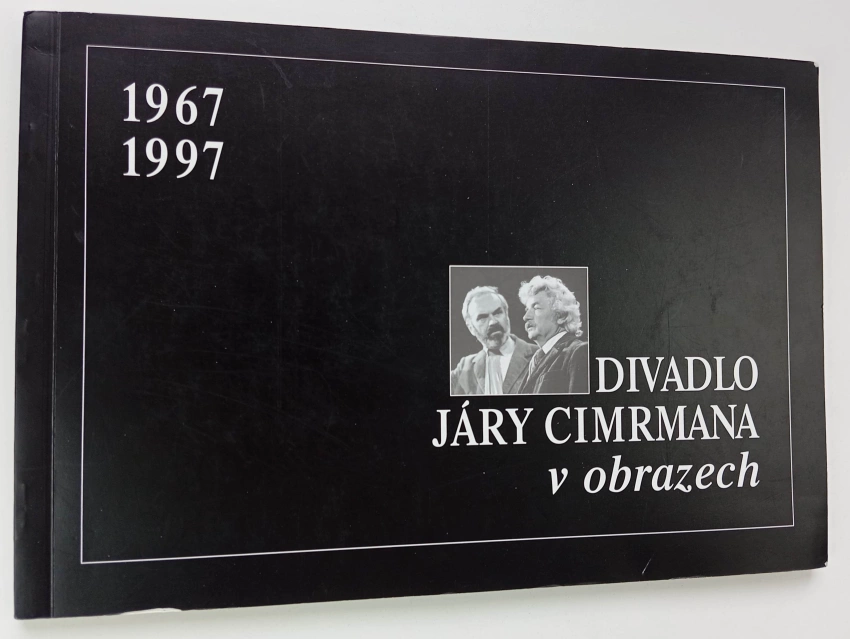 1967
1997
DIVADLO
JÁRY CIMRMANA
v obrazech